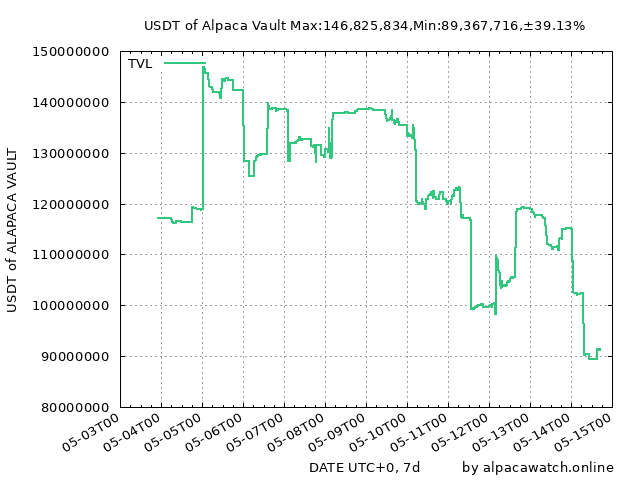 USDT of Alpaca Vault Max:146,825,834,Min:89,367,716,±39.13%
TVL
150000000
140000000
130000000
120000000
110000000
100000000
90000000
80000000
USDT of ALAPACA VAULT
05-03T00
05-04T00
05-05T00
05-06T00
05-07T00
05-08T00
05-09T00
05-10T00
05-11T00
05-12T00
05-13T00
05-14T00
05-15T00
DATE UTC+0, 7d
by alpacawatch.online